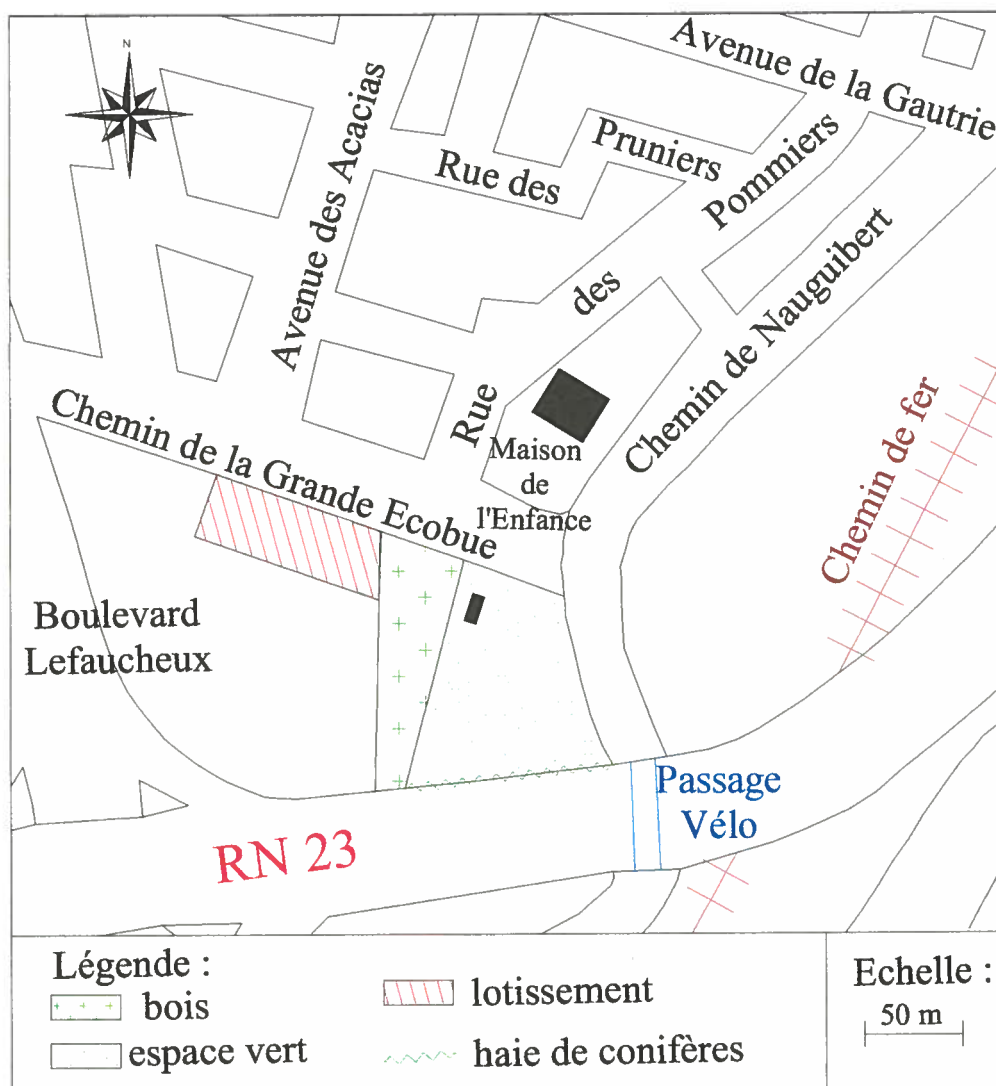 N
Avenue de la Gautrie
Avenue des Acacias
Rue des Pruniers
Rue des Pommiers
Chemin de Nauguibert
Chemin de la Grande Ecobue
Maison
de
l'Enfance
Chemin de fer
Boulevard
Lefaucheux
Passage
Vélo
RN 23
Légende :
bois
lotissement
espace vert
haie de conifères
Echelle :
50 m